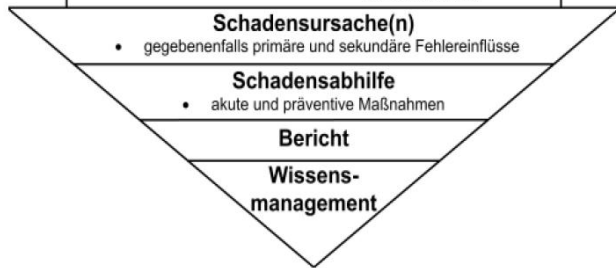 Schadensursache(n)
• gegebenenfalls primäre und sekundäre Fehlereinflüsse
Schadensabhilfe
• akute und präventive Maßnahmen
Bericht
Wissens-
management